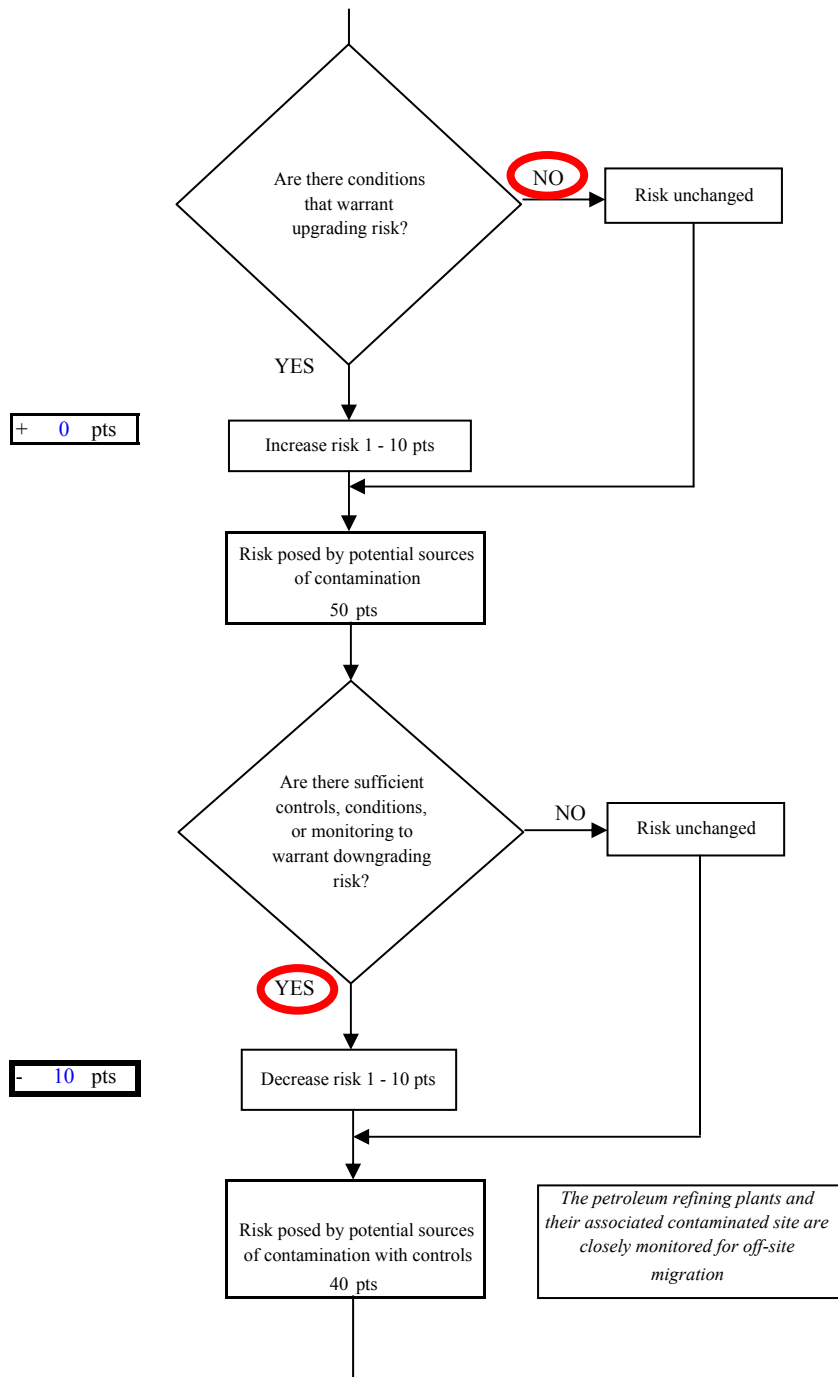 Are there conditions
that warrant
upgrading risk?
NO
Risk unchanged
YES
+ 0 pts
Increase risk 1 - 10 pts
Risk posed by potential sources
of contamination
50 pts
Are there sufficient
controls, conditions,
or monitoring to
warrant downgrading
risk?
NO
Risk unchanged
YES
- 10 pts
Decrease risk 1 - 10 pts
Risk posed by potential sources
of contamination with controls
40 pts
The petroleum refining plants and
their associated contaminated site are
closely monitored for off-site
migration